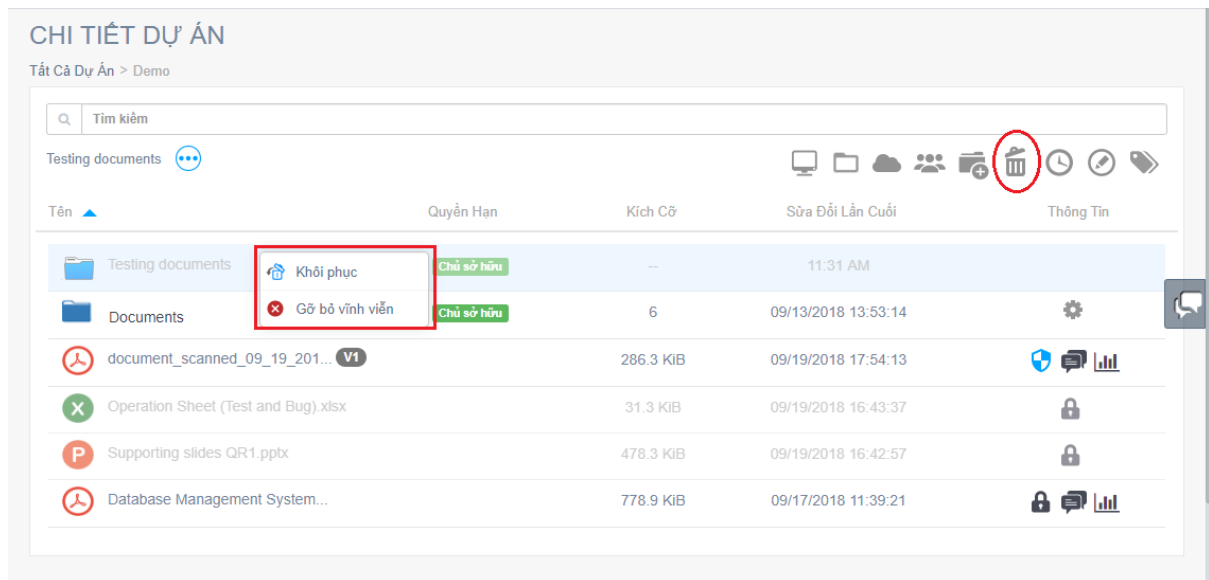 CHI TIẾT DỰ ÁN
Tất Cả Dự Án > Demo
Tìm kiếm
Testing documents
Tên Quyền Hạn Kích Cỡ Sửa Đổi Lần Cuối Thông Tin
Testing documents Chủ sở hữu -- 11:31 AM
Khôi phục
Documents Chủ sở hữu 6 09/13/2018 13:53:14
Gỡ bỏ vĩnh viễn
document_scanned_09_19_201... V1 286.3 KiB 09/19/2018 17:54:13
X Operation Sheet (Test and Bug).xlsx 31.3 KiB 09/19/2018 16:43:37
P Supporting slides QR1.pptx 478.3 KiB 09/19/2018 16:42:57
Database Management System... 778.9 KiB 09/17/2018 11:39:21